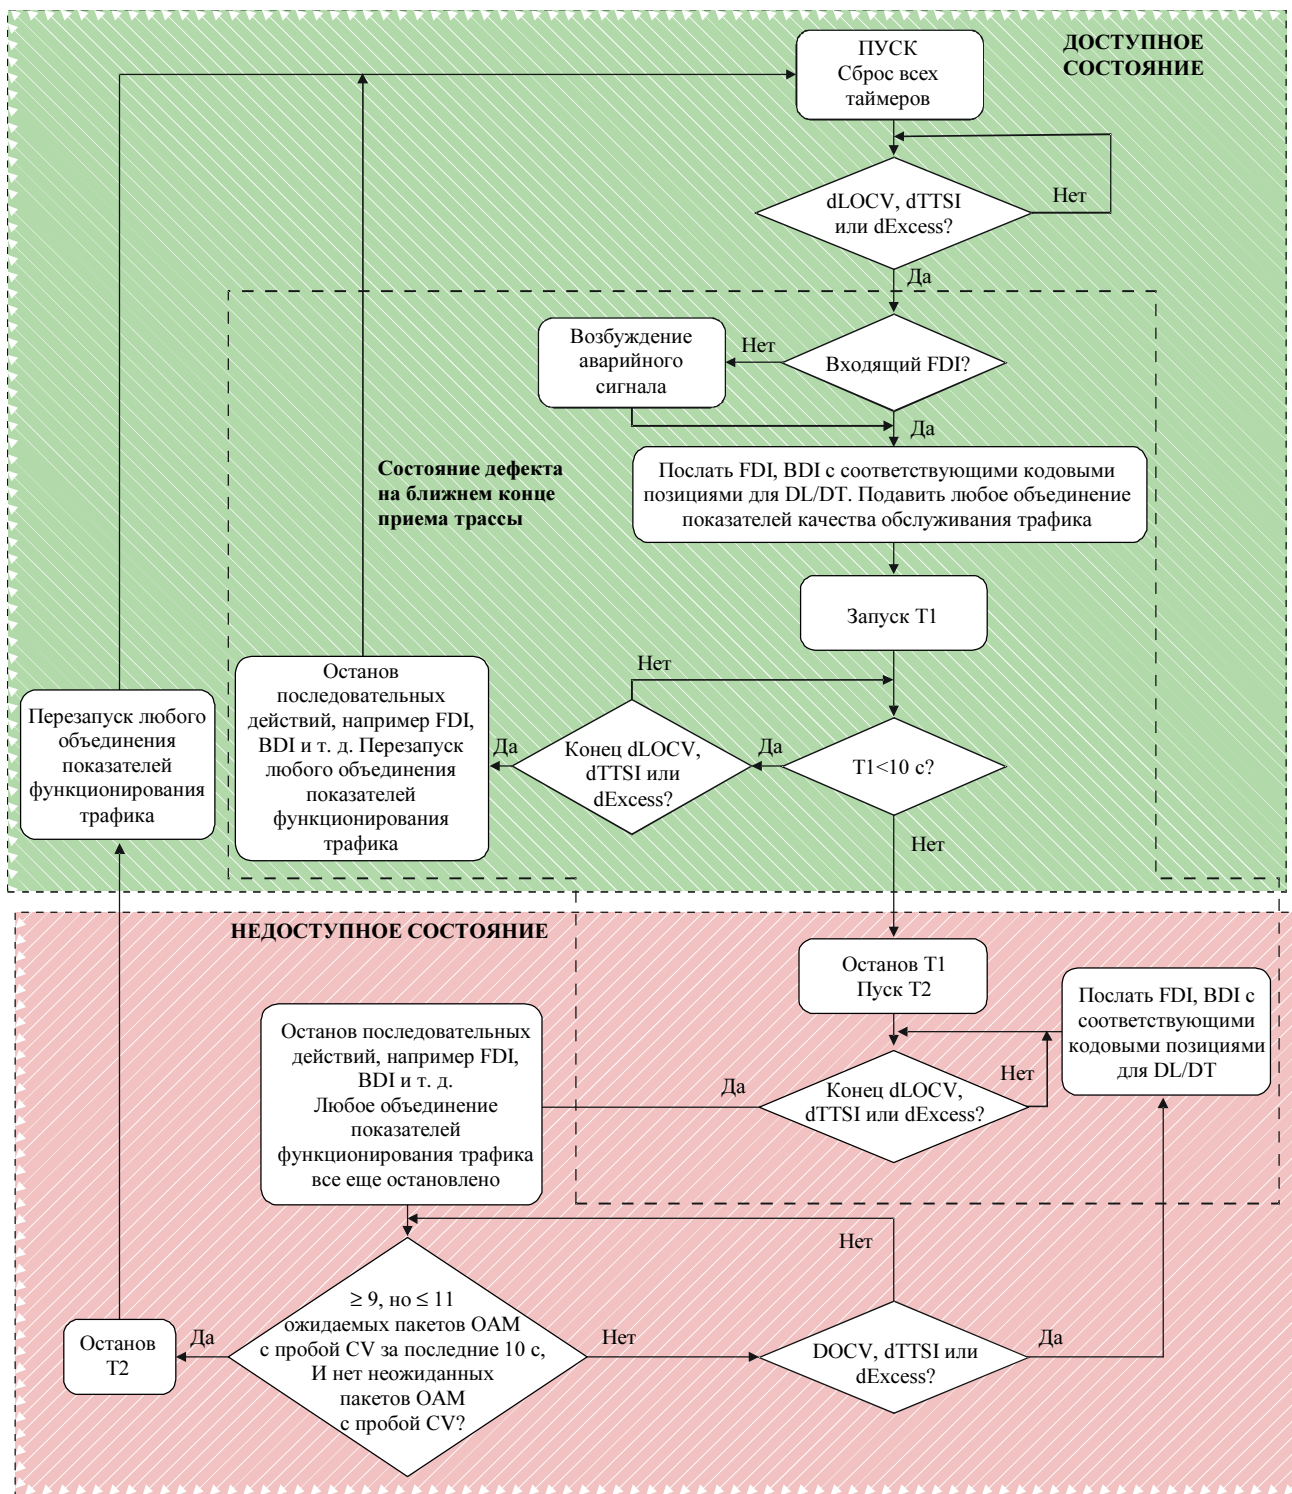 ПУСК
Сброс всех
таймеров
ДОСТУПНОЕ
СОСТОЯНИЕ
dLOCV, dTTSI
или dExcess?
Нет
Да
Возбуждение
аварийного
сигнала
Нет
Входящий FDI?
Да
Состояние дефекта
на ближнем конце
приема трассы
Послать FDI, BDI с соответствующими кодовыми
позициями для DL/DT. Подавить любое объединение
показателей качества обслуживания трафика
Запуск T1
Нет
Перезапуск любого
объединения
показателей
функционирования
трафика
Останов
последовательных
действий, например FDI,
BDI и т. д. Перезапуск
любого объединения
показателей
функционирования
трафика
Да
Конец dLOCV,
dTTSI или
dExcess?
Да
T1<10 с?
Нет
НЕДОСТУПНОЕ СОСТОЯНИЕ
Останов T1
Пуск T2
Послать FDI, BDI с
соответствующими
кодовыми позициями
для DL/DT
Останов последовательных
действий, например FDI,
BDI и т. д.
Любое объединение
показателей
функционирования трафика
все еще остановлено
Да
Конец dLOCV,
dTTSI или dExcess?
Нет
Нет
Останов
T2
Да
≥ 9, но ≤ 11
ожидаемых пакетов OAM
с пробой CV за последние 10 с,
И нет неожиданных
пакетов OAM
с пробой CV?
Нет
DOCV, dTTSI или
dExcess?
Да